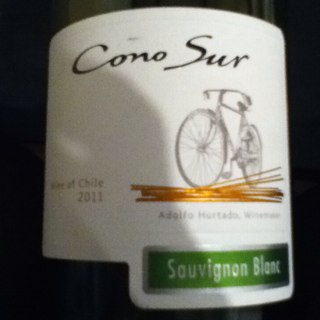 Cono Sur
Wine of Chile
2011
Adolfo Hurtado, Winemaker
Sauvignon Blanc